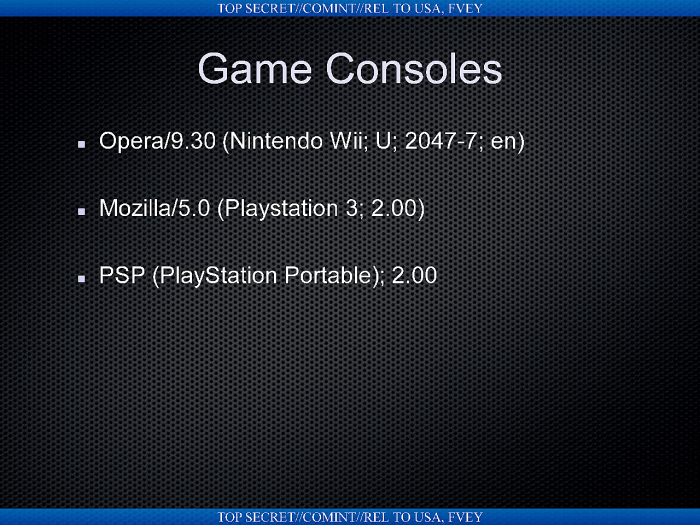 TOP SECRET//COMINT//REL TO USA, FVEY
Game Consoles
Opera/9.30 (Nintendo Wii; U; 2047-7; en)
Mozilla/5.0 (Playstation 3; 2.00)
PSP (PlayStation Portable); 2.00
TOP SECRET//COMINT//REL TO USA, FVEY